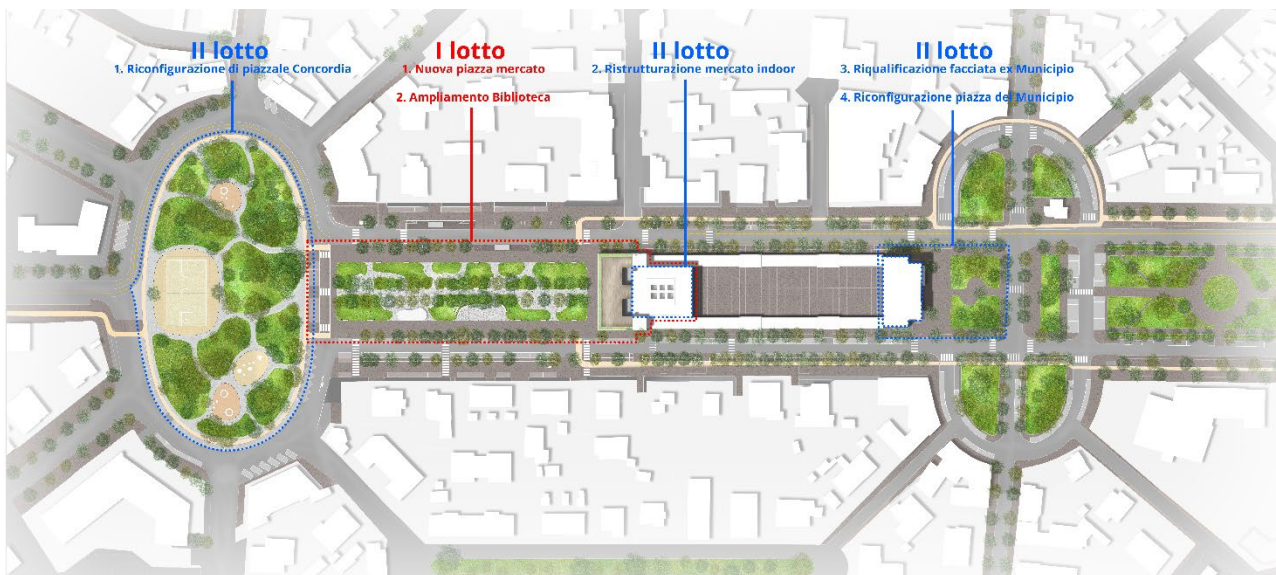 II lotto
1. Riconfigurazione di piazzale Concordia
I lotto
1. Nuova piazza mercato
2. Ampliamento Biblioteca
II lotto
2. Ristrutturazione mercato indoor
II lotto
3. Riqualificazione facciata ex Municipio
4. Riconfigurazione piazza del Municipio